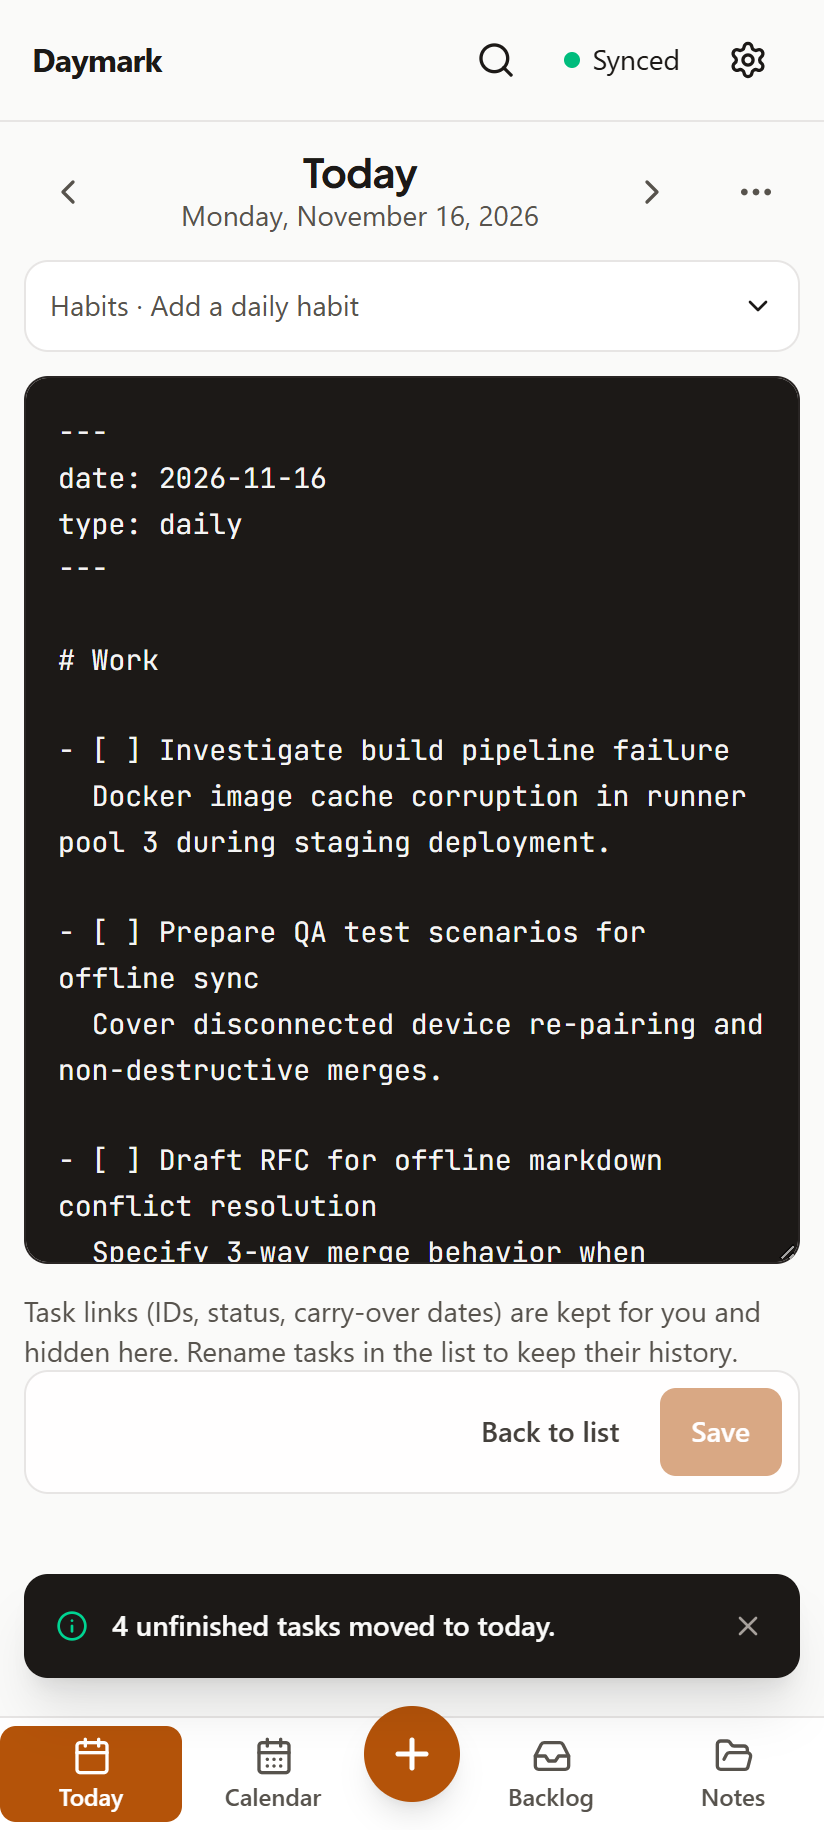 Daymark
Synced
Today
Monday, November 16, 2026
Habits · Add a daily habit
---
date: 2026-11-16
type: daily
---
# Work
- [ ] Investigate build pipeline failure
Docker image cache corruption in runner
pool 3 during staging deployment.
- [ ] Prepare QA test scenarios for
offline sync
Cover disconnected device re-pairing and
non-destructive merges.
- [ ] Draft RFC for offline markdown
conflict resolution
Specify 3-way merge behavior when
Task links (IDs, status, carry-over dates) are kept for you and
hidden here. Rename tasks in the list to keep their history.
Back to list
Save
4 unfinished tasks moved to today.
Today
Calendar
Backlog
Notes